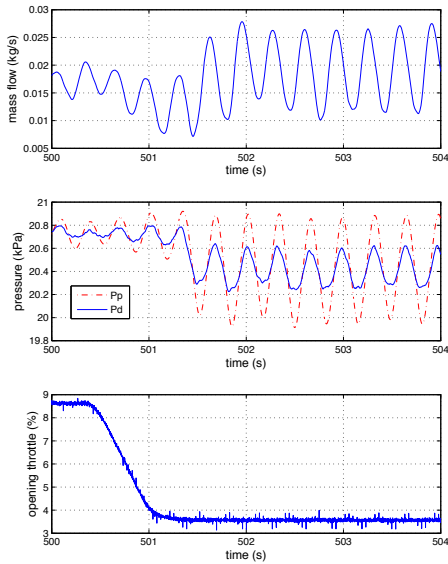 0.03
0.025
0.02
0.015
0.01
0.005
mass flow (kg/s)
500 501 502 503 504
time (s)
21
20.8
20.6
20.4
20.2
20
19.8
pressure (kPa)
Pp
Pd
500 501 502 503 504
time (s)
9
8
7
6
5
4
3
opening throttle (%)
500 501 502 503 504
time (s)